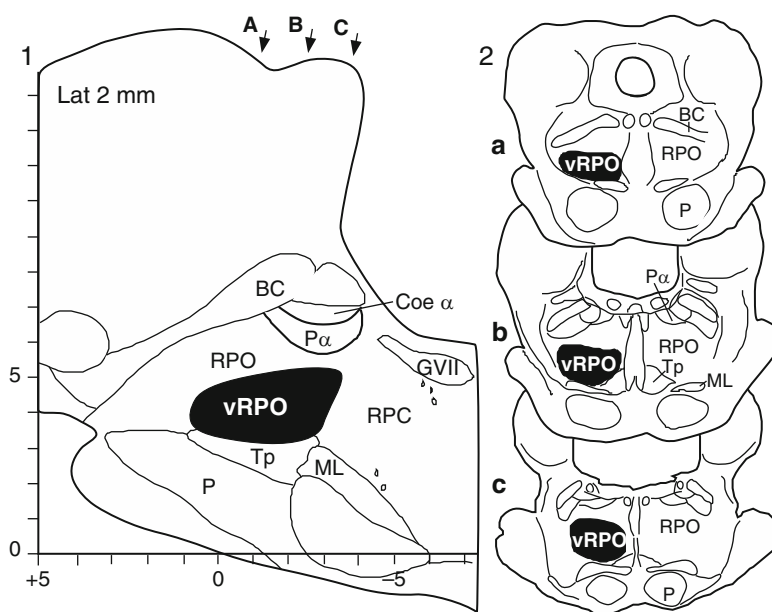 1
A B C
Lat 2 mm
BC
Coe α
Pα
GVII
RPO
5
vRPO
RPC
Tp
ML
P
0
+5 0 -5
2
a
BC
RPO
vRPO
P
b
Pα
RPO
vRPO
Tp
ML
c
RPO
vRPO
P